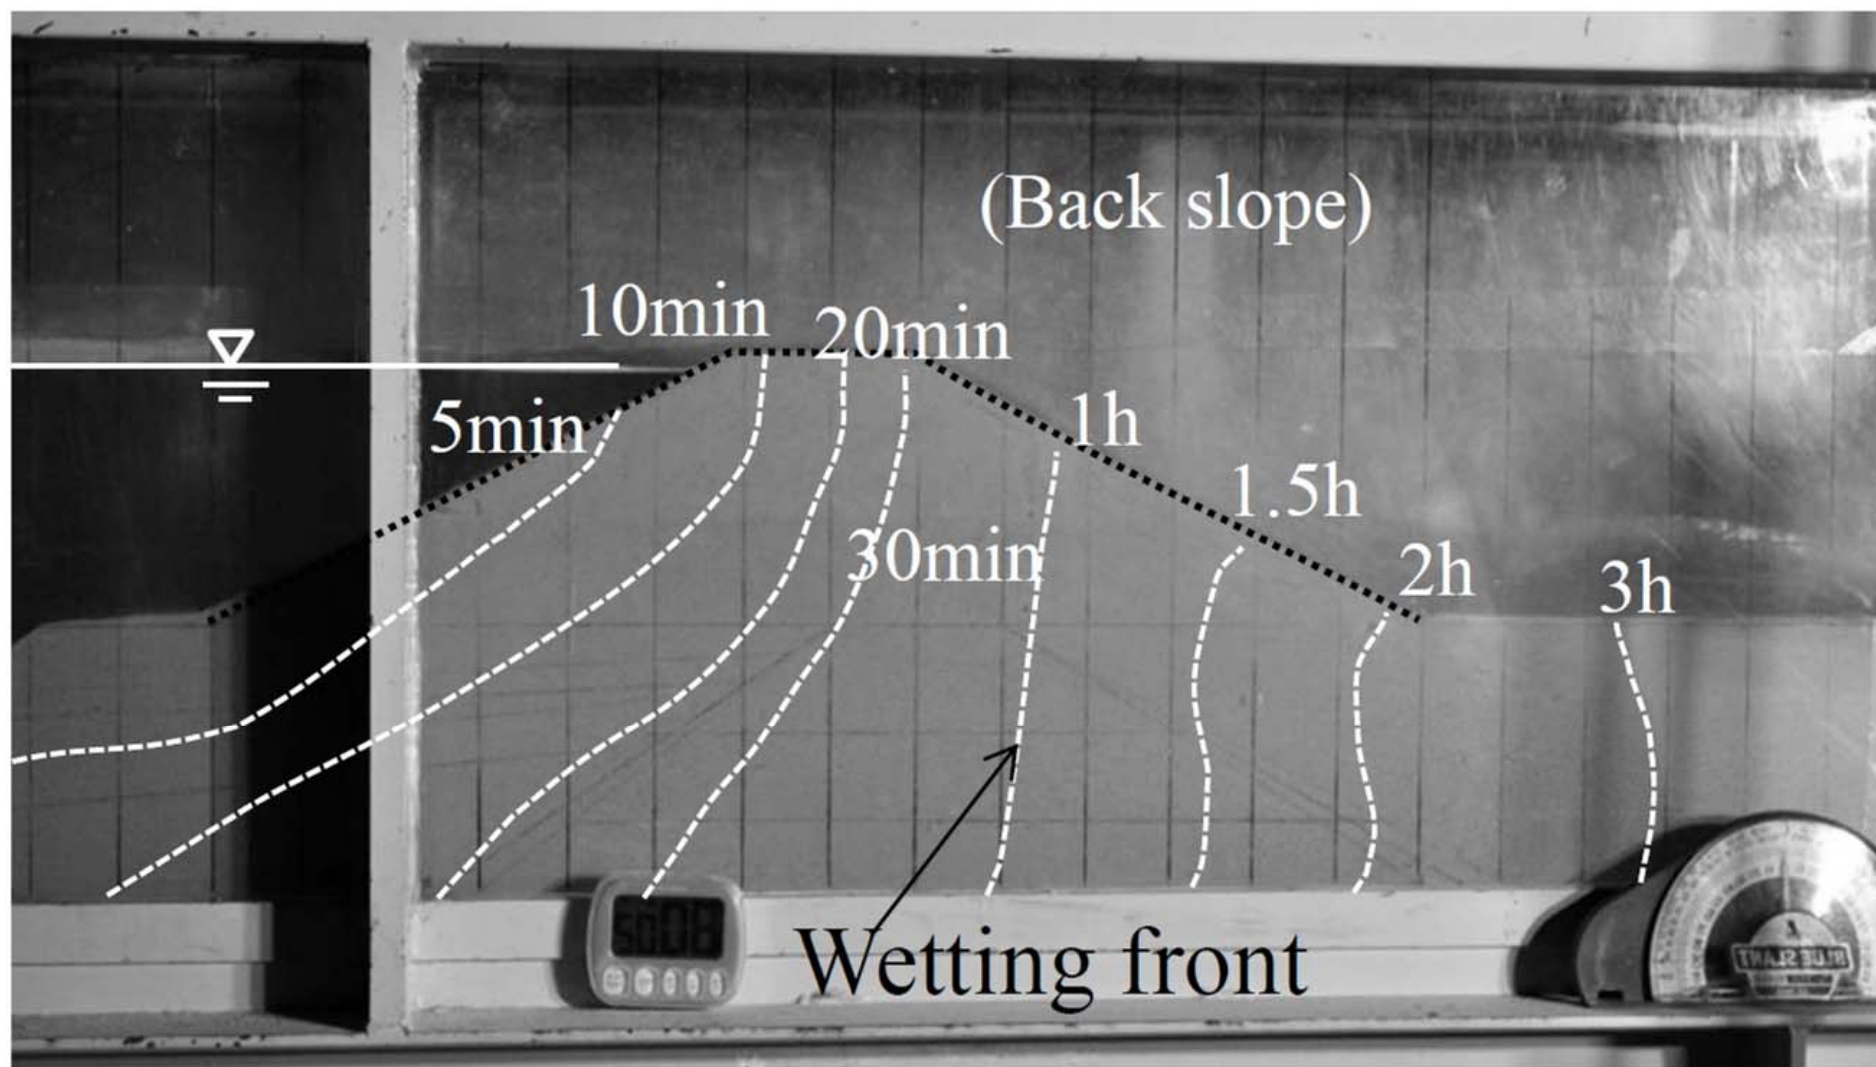 (Back slope)
10min
20min
5min
1h
1.5h
30min
2h
3h
Wetting front